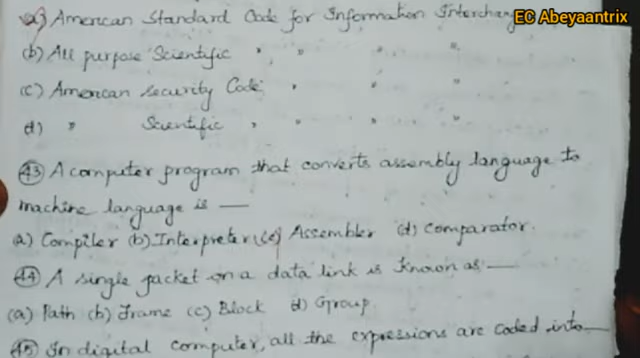 (a) American Standard Code for Information Interchang
EC Abeyaantrix
(b) All purpose Scientific " " " "
(c) American security Code " " "
d) " Scientific " " " "
(43) A computer program that converts assembly language to
machine language is —
(a) Compiler (b) Interpreter (c) Assembler (d) comparator.
(44) A single packet on a data link is known as —
(a) Path (b) Frame (c) Block d) Group.
(45) In digital computer, all the expressions are coded into —